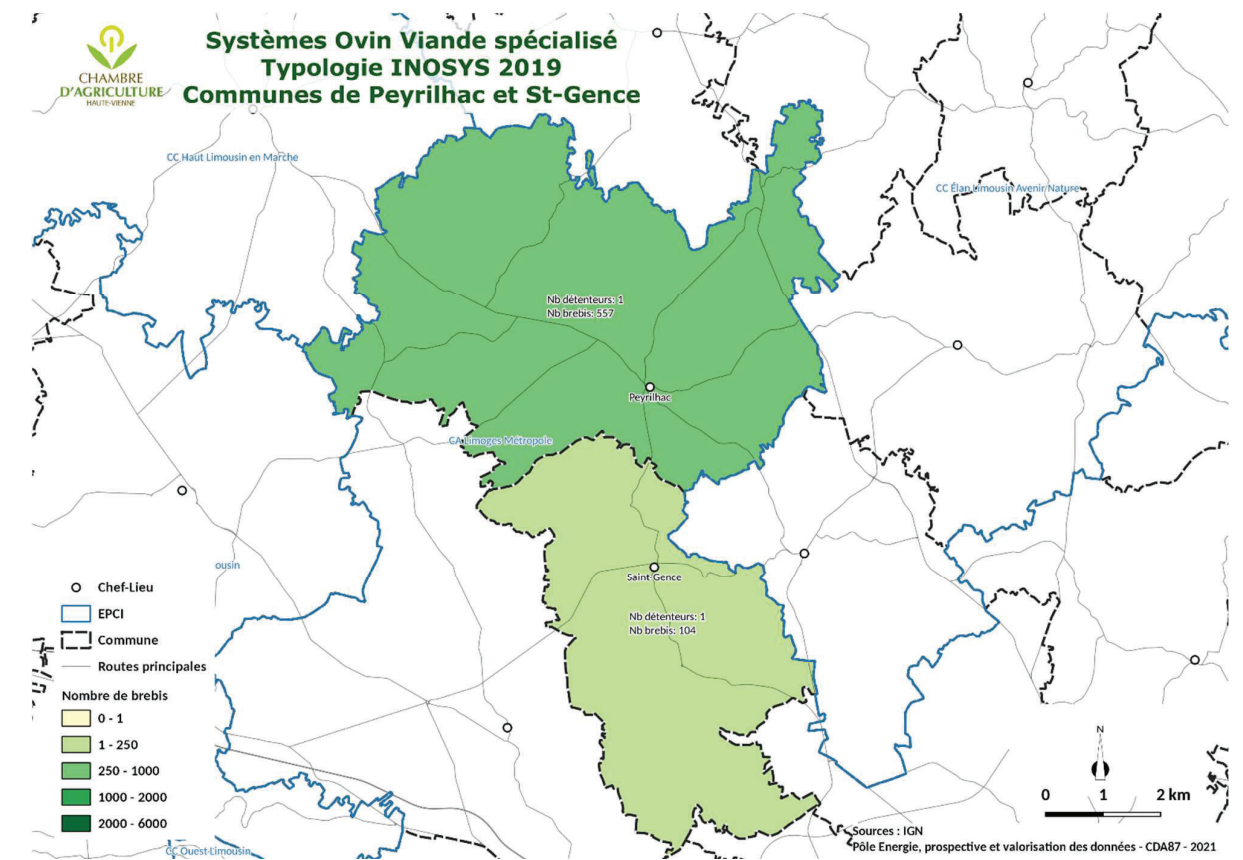 Systèmes Ovin Viande spécialisé
Typologie INOSYS 2019
Communes de Peyrilhac et St-Gence
CHAMBRE
D'AGRICULTURE
HAUTE-VIENNE
CC Haut Limousin en Marche
CC Élan Limousin Avenir Nature
Nb détenteurs: 1
Nb brebis: 557
Peyrilhac
CA Limoges Métropole
Saint-Gence
Nb détenteurs: 1
Nb brebis: 104
ousin
Chef-Lieu
EPCI
Commune
Routes principales
Nombre de brebis
0 - 1
1 - 250
250 - 1000
1000 - 2000
2000 - 6000
CC Ouest Limousin
N
0 1 2 km
Sources : IGN
Pôle Energie, prospective et valorisation des données - CDA87 - 2021